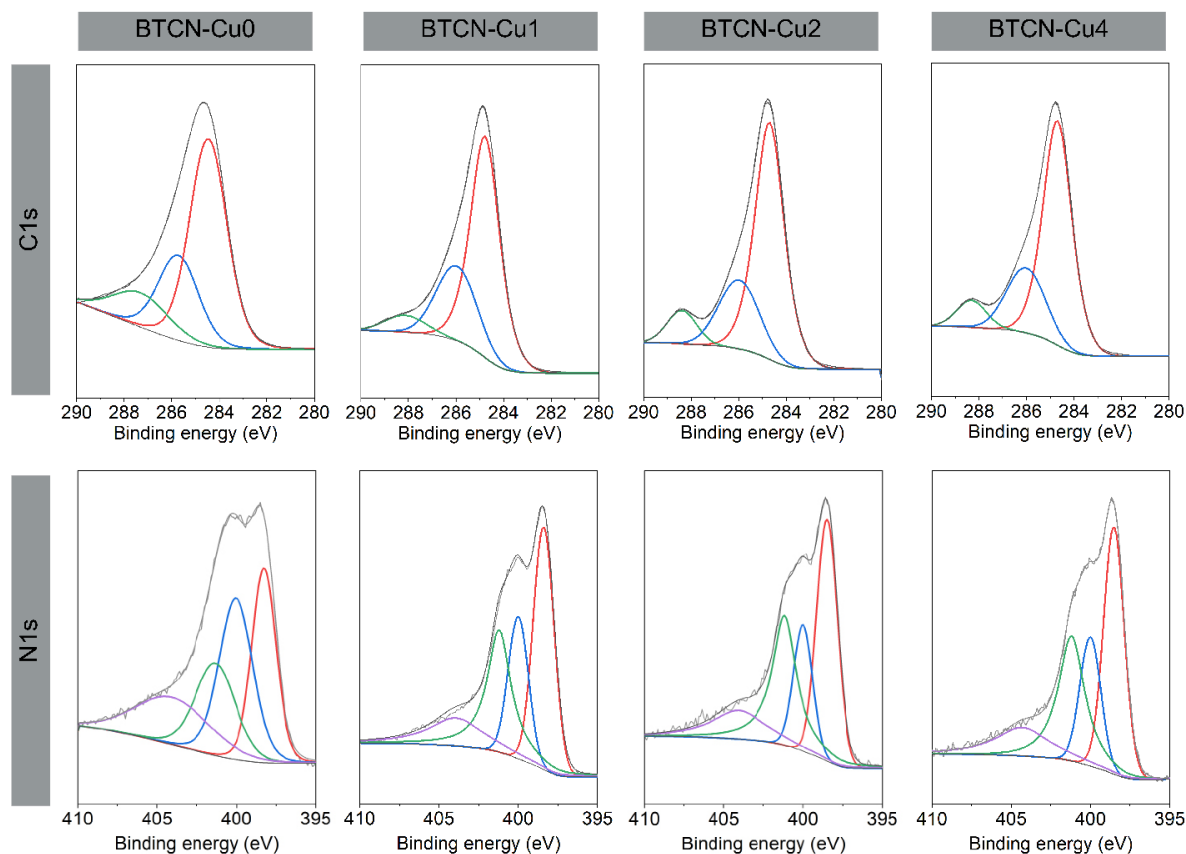 BTCN-Cu0
BTCN-Cu1
BTCN-Cu2
BTCN-Cu4
C1s
290 288 286 284 282 280
Binding energy (eV)
290 288 286 284 282 280
Binding energy (eV)
290 288 286 284 282 280
Binding energy (eV)
290 288 286 284 282 280
Binding energy (eV)
N1s
410 405 400 395
Binding energy (eV)
410 405 400 395
Binding energy (eV)
410 405 400 395
Binding energy (eV)
410 405 400 395
Binding energy (eV)